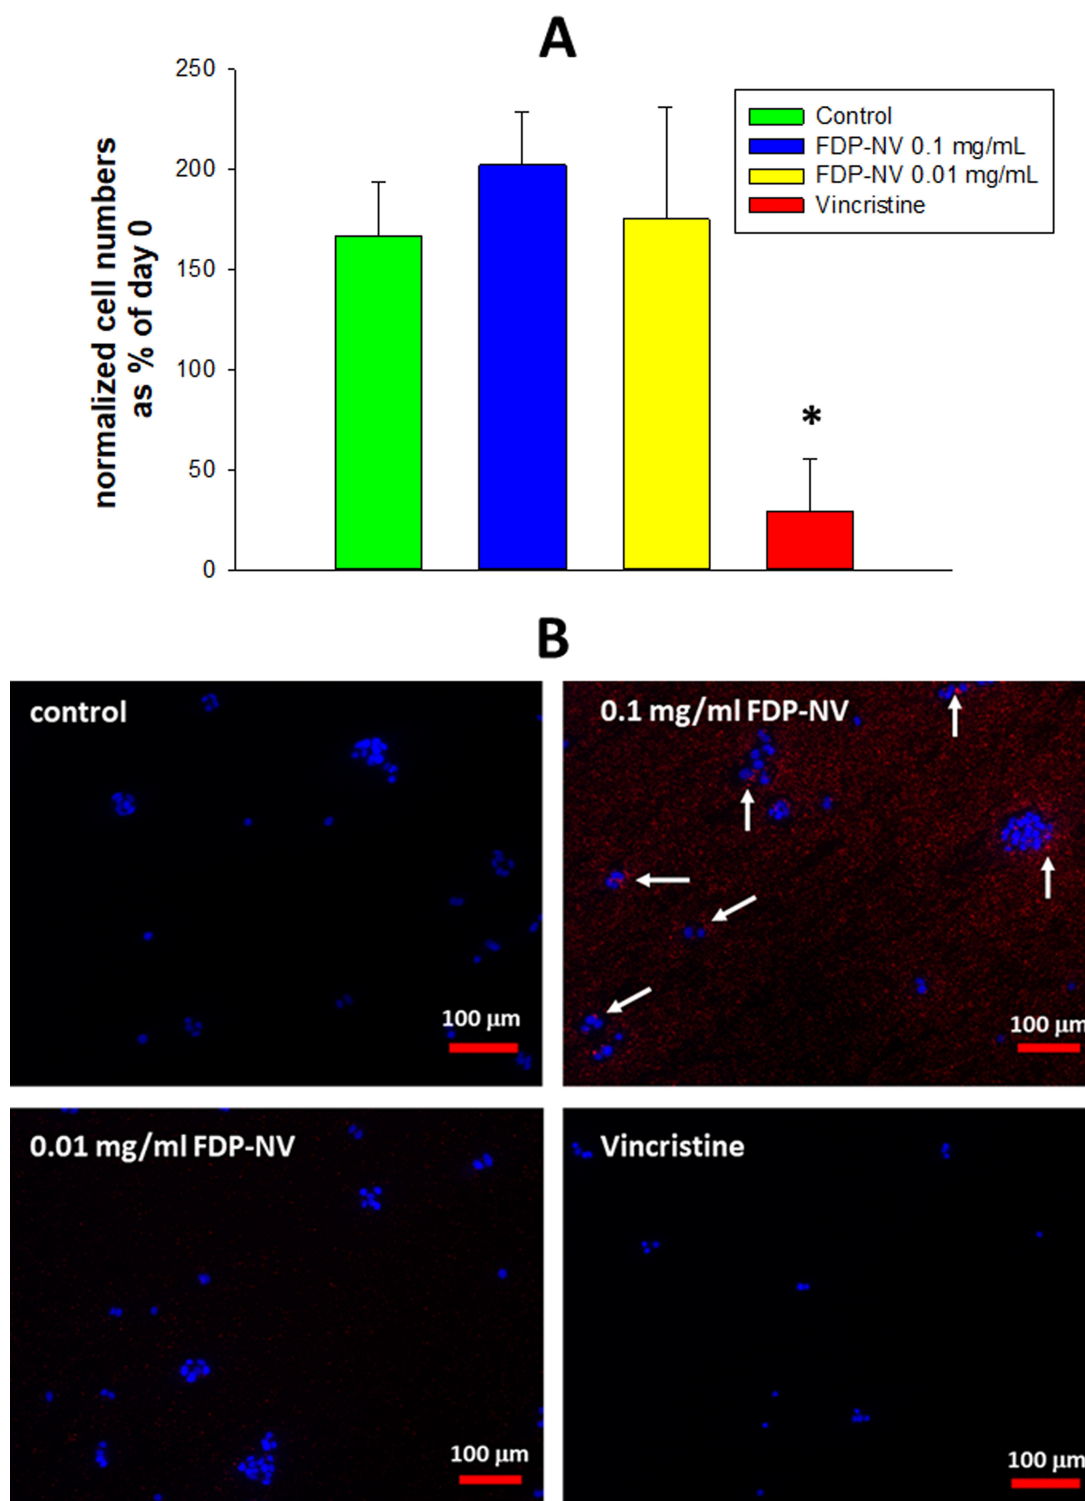 A
250
200
150
100
50
0
normalized cell numbers
as % of day 0
Control
FDP-NV 0.1 mg/mL
FDP-NV 0.01 mg/mL
Vincristine
*
B
control
100 µm
0.1 mg/ml FDP-NV
100 µm
0.01 mg/ml FDP-NV
100 µm
Vincristine
100 µm